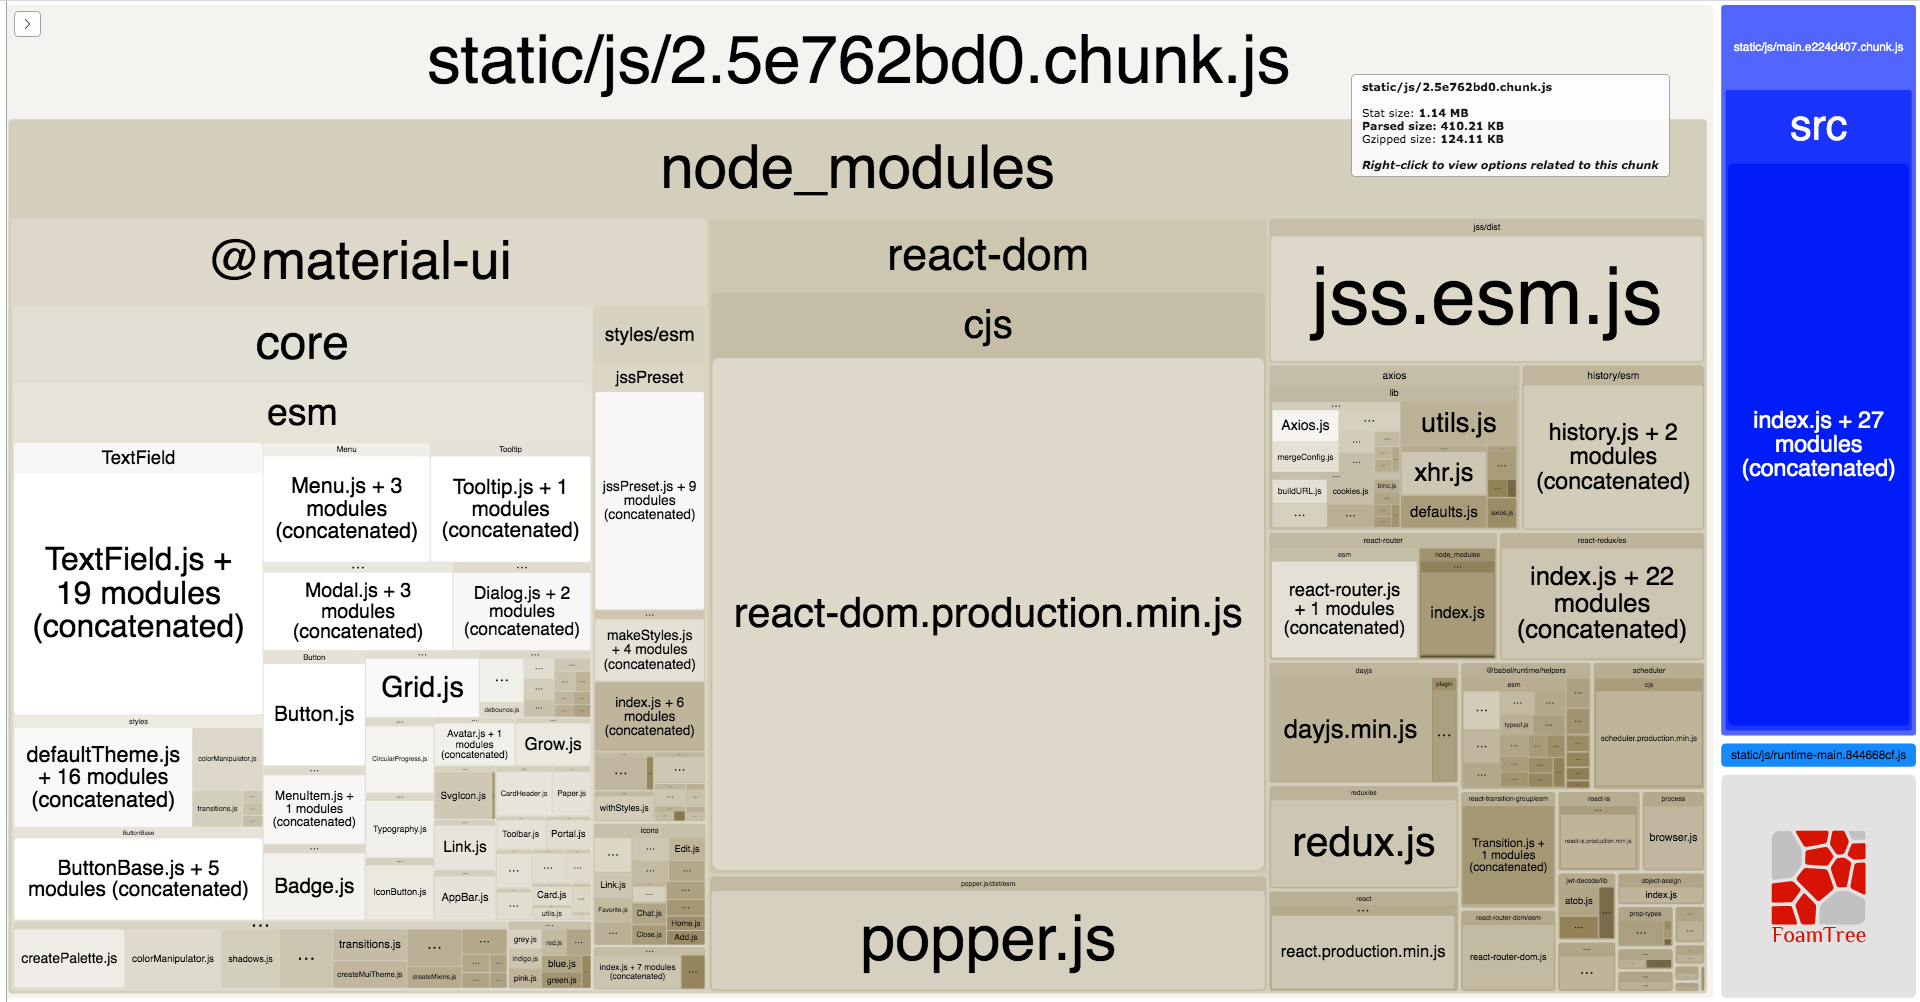 static/js/2.5e762bd0.chunk.js
static/js/2.5e762bd0.chunk.js
Stat size: 1.14 MB
Parsed size: 410.21 KB
Gzipped size: 124.11 KB
Right-click to view options related to this chunk
node_modules
@material-ui
core
esm
TextField
TextField.js +
19 modules
(concatenated)
Menu
Menu.js + 3
modules
(concatenated)
Tooltip
Tooltip.js + 1
modules
(concatenated)
...
Modal.js + 3
modules
(concatenated)
...
Dialog.js + 2
modules
(concatenated)
styles
defaultTheme.js
+ 16 modules
(concatenated)
colorManipulator.js
transitions.js
ButtonBase
ButtonBase.js + 5
modules (concatenated)
Button
Button.js
...
MenuItem.js +
1 modules
(concatenated)
...
Badge.js
...
Grid.js
...
debounce.js
CircularProgress.js
Typography.js
IconButton.js
Avatar.js + 1
modules
(concatenated)
Grow.js
SvgIcon.js
CardHeader.js
Paper.js
Link.js
Toolbar.js
Portal.js
AppBar.js
Card.js
utils.js
...
createPalette.js
colorManipulator.js
shadows.js
...
transitions.js
createMuiTheme.js
...
createMixins.js
grey.js
red.js
indigo.js
blue.js
pink.js
green.js
styles/esm
jssPreset
jssPreset.js + 9
modules
(concatenated)
...
makeStyles.js
+ 4 modules
(concatenated)
index.js + 6
modules
(concatenated)
...
withStyles.js
icons
...
Edit.js
Link.js
Favorite.js
Chat.js
Home.js
Close.js
Add.js
...
index.js + 7 modules
(concatenated)
...
react-dom
cjs
react-dom.production.min.js
popper.js/dist/esm
popper.js
jss/dist
jss.esm.js
axios
lib
...
Axios.js
...
mergeConfig.js
...
buildURL.js
cookies.js
bind.js
utils.js
xhr.js
defaults.js
axios.js
history/esm
history.js + 2
modules
(concatenated)
react-router
esm
react-router.js
+ 1 modules
(concatenated)
node_modules
...
index.js
react-redux/es
index.js + 22
modules
(concatenated)
dayjs
dayjs.min.js
plugin
...
@babel/runtime/helpers
esm
...
typeof.js
scheduler
cjs
scheduler.production.min.js
redux/es
redux.js
react-transition-group/esm
Transition.js +
1 modules
(concatenated)
react-is
...
react-is.production.min.js
process
browser.js
react
...
react.production.min.js
react-router-dom/esm
react-router-dom.js
jwt-decode/lib
atob.js
...
object-assign
index.js
prop-types
...
static/js/main.e224d407.chunk.js
src
index.js + 27
modules
(concatenated)
static/js/runtime-main.844668cf.js
FoamTree